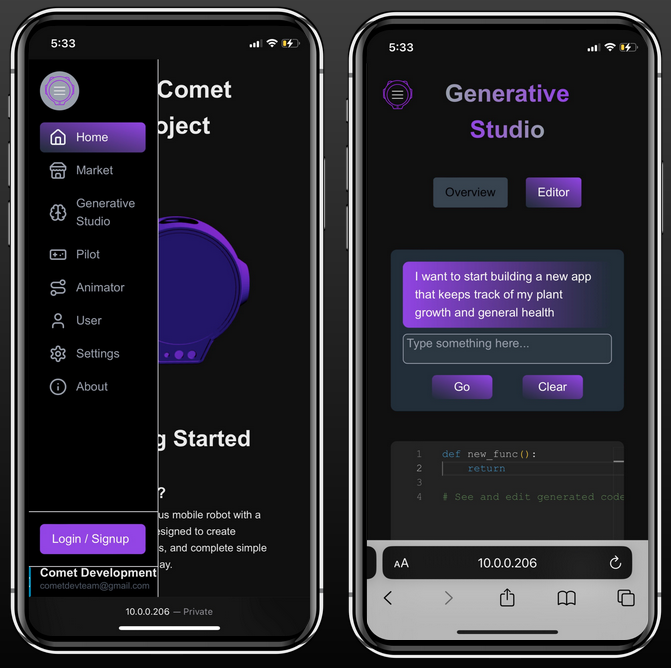 5:33
Comet
oject
Home
Market
Generative
Studio
Pilot
Animator
User
Settings
About
g Started
?
us mobile robot with a
esigned to create
s, and complete simple
ay.
Login / Signup
Comet Development
cometdevteam@gmail.com
10.0.0.206 — Private
5:33
Generative
Studio
Overview
Editor
I want to start building a new app
that keeps track of my plant
growth and general health
Type something here...
Go
Clear
1 def new_func():
2 return
3
4 # See and edit generated code
AA
10.0.0.206